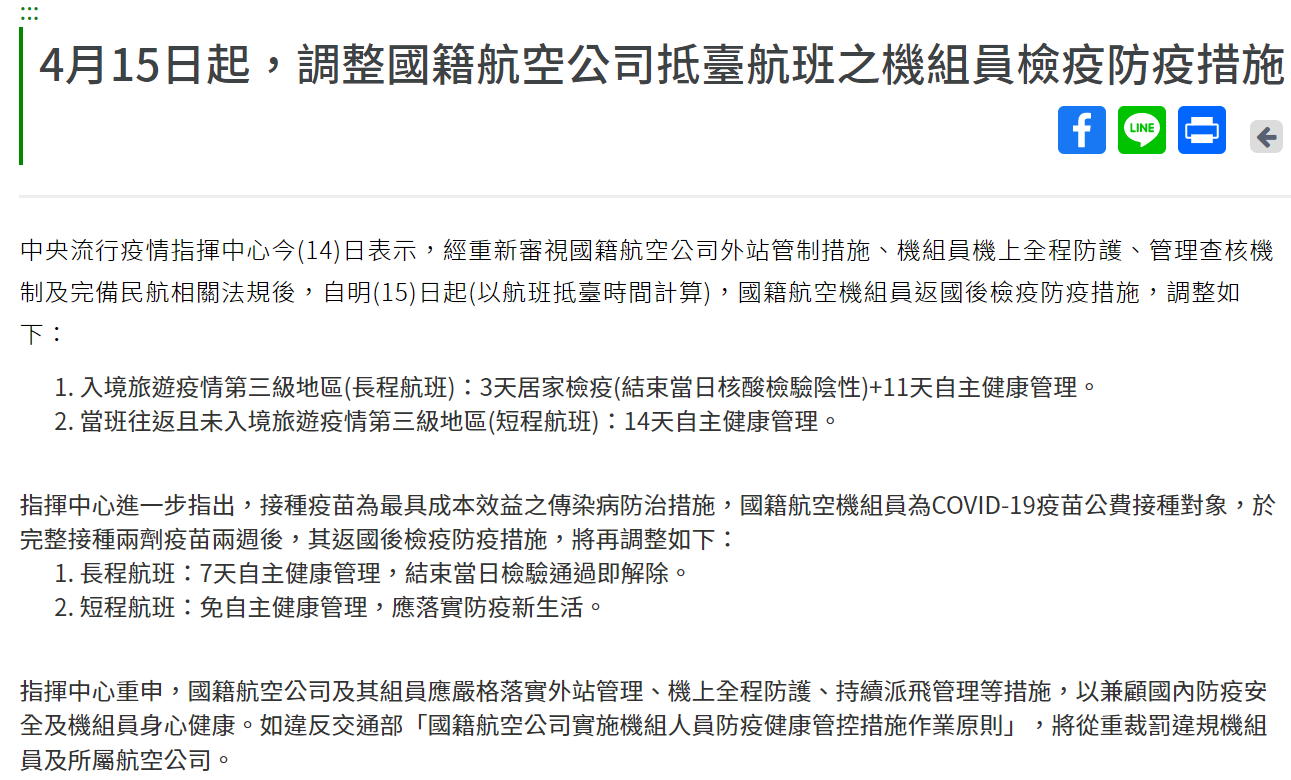 :::
4月15日起，調整國籍航空公司抵臺航班之機組員檢疫防疫措施
LINE
中央流行疫情指揮中心今(14)日表示，經重新審視國籍航空公司外站管制措施、機組員機上全程防護、管理查核機
制及完備民航相關法規後，自明(15)日起(以航班抵臺時間計算)，國籍航空機組員返國後檢疫防疫措施，調整如
下：
1. 入境旅遊疫情第三級地區(長程航班)：3天居家檢疫(結束當日核酸檢驗陰性)+11天自主健康管理。
2. 當班往返且未入境旅遊疫情第三級地區(短程航班)：14天自主健康管理。
指揮中心進一步指出，接種疫苗為最具成本效益之傳染病防治措施，國籍航空機組員為COVID-19疫苗公費接種對象，於
完整接種兩劑疫苗兩週後，其返國後檢疫防疫措施，將再調整如下：
1. 長程航班：7天自主健康管理，結束當日檢驗通過即解除。
2. 短程航班：免自主健康管理，應落實防疫新生活。
指揮中心重申，國籍航空公司及其組員應嚴格落實外站管理、機上全程防護、持續派飛管理等措施，以兼顧國內防疫安
全及機組員身心健康。如違反交通部「國籍航空公司實施機組人員防疫健康管控措施作業原則」，將從重裁罰違規機組
員及所屬航空公司。